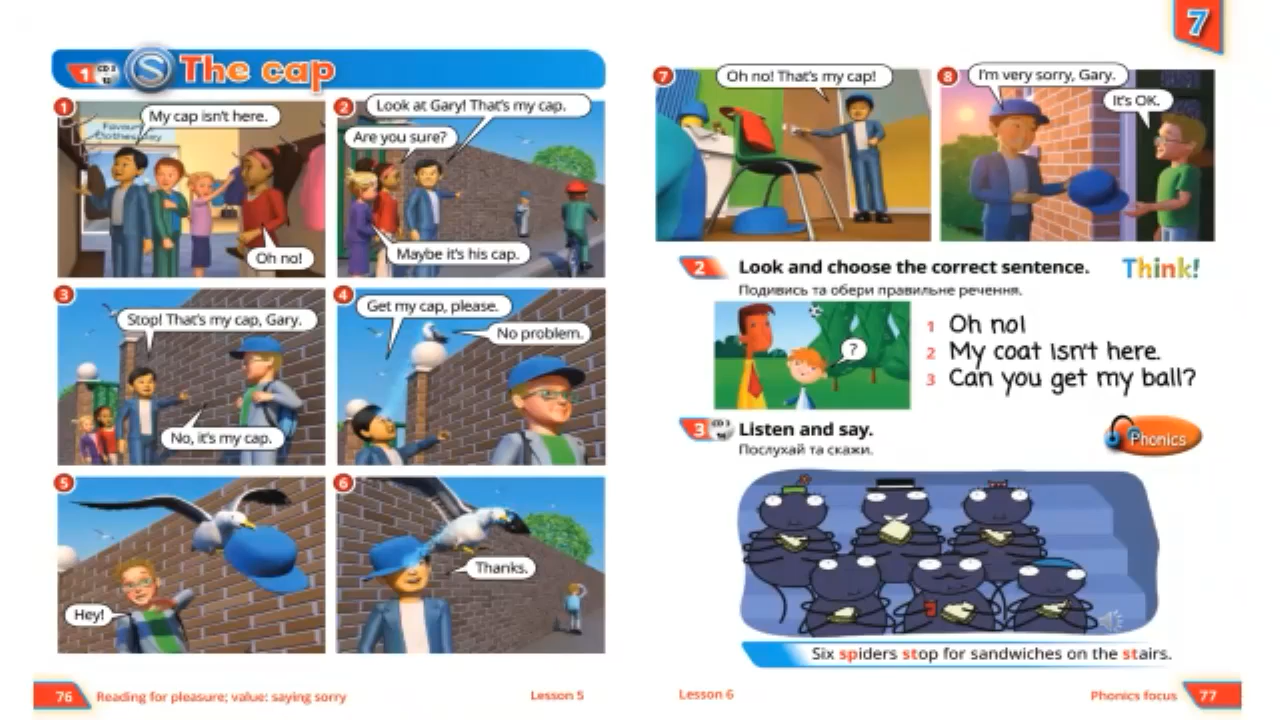 7
1 CD 3 12 S The cap
1
My cap isn't here.
Oh no!
2
Look at Gary! That's my cap.
Are you sure?
Maybe it's his cap.
3
Stop! That's my cap, Gary.
No, it's my cap.
4
Get my cap, please.
No problem.
5
Hey!
6
Thanks.
76 Reading for pleasure; value: saying sorry Lesson 5
7
Oh no! That's my cap!
8
I'm very sorry, Gary.
It's OK.
2 Look and choose the correct sentence. Think!
Подивись та обери правильне речення.
?
1 Oh no!
2 My coat isn't here.
3 Can you get my ball?
3 Listen and say. Phonics
Послухай та скажи.
Six spiders stop for sandwiches on the stairs.
Lesson 6 Phonics focus 77